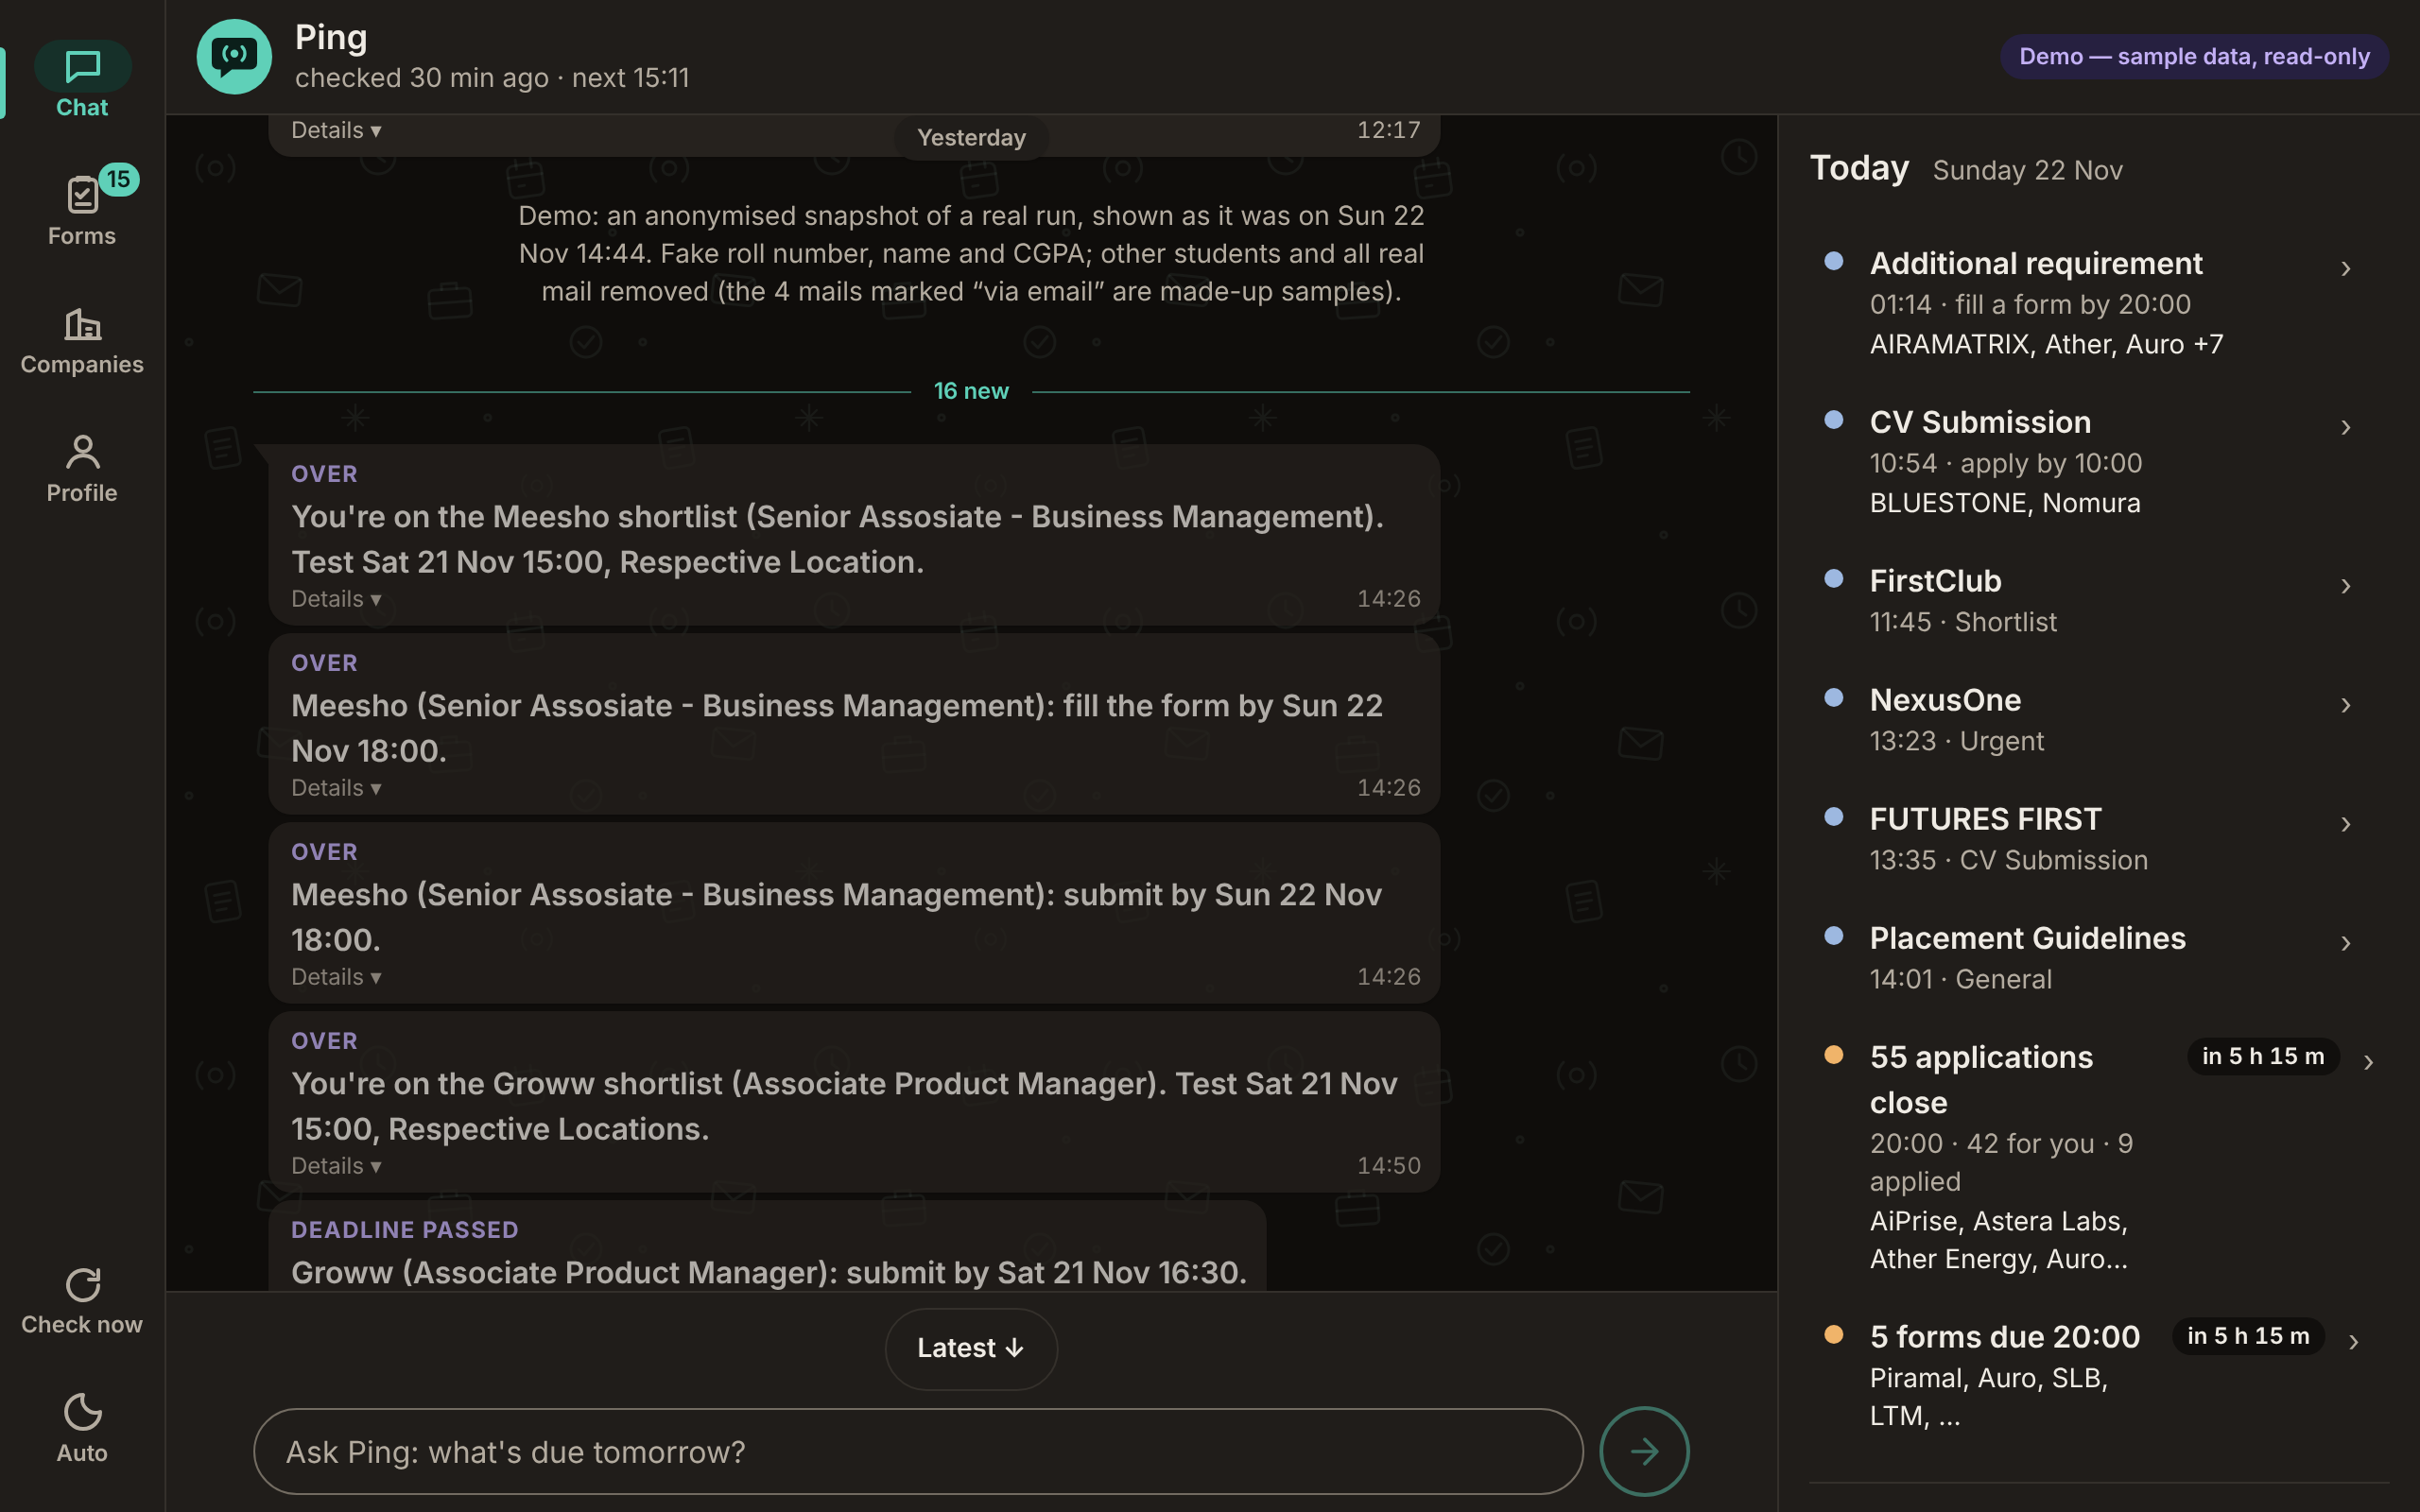 Chat
15
Forms
Companies
Profile
Check now
Auto
Ping
checked 30 min ago · next 15:11
Demo — sample data, read-only
Details ▾
12:17
Yesterday
Demo: an anonymised snapshot of a real run, shown as it was on Sun 22
Nov 14:44. Fake roll number, name and CGPA; other students and all real
mail removed (the 4 mails marked “via email” are made-up samples).
16 new
OVER
You're on the Meesho shortlist (Senior Assosiate - Business Management).
Test Sat 21 Nov 15:00, Respective Location.
Details ▾
14:26
OVER
Meesho (Senior Assosiate - Business Management): fill the form by Sun 22
Nov 18:00.
Details ▾
14:26
OVER
Meesho (Senior Assosiate - Business Management): submit by Sun 22 Nov
18:00.
Details ▾
14:26
OVER
You're on the Groww shortlist (Associate Product Manager). Test Sat 21 Nov
15:00, Respective Locations.
Details ▾
14:50
DEADLINE PASSED
Groww (Associate Product Manager): submit by Sat 21 Nov 16:30.
Latest ↓
Ask Ping: what's due tomorrow?
Today Sunday 22 Nov
Additional requirement
01:14 · fill a form by 20:00
AIRAMATRIX, Ather, Auro +7
CV Submission
10:54 · apply by 10:00
BLUESTONE, Nomura
FirstClub
11:45 · Shortlist
NexusOne
13:23 · Urgent
FUTURES FIRST
13:35 · CV Submission
Placement Guidelines
14:01 · General
55 applications
close
in 5 h 15 m
20:00 · 42 for you · 9
applied
AiPrise, Astera Labs,
Ather Energy, Auro...
5 forms due 20:00
in 5 h 15 m
Piramal, Auro, SLB,
LTM, ...